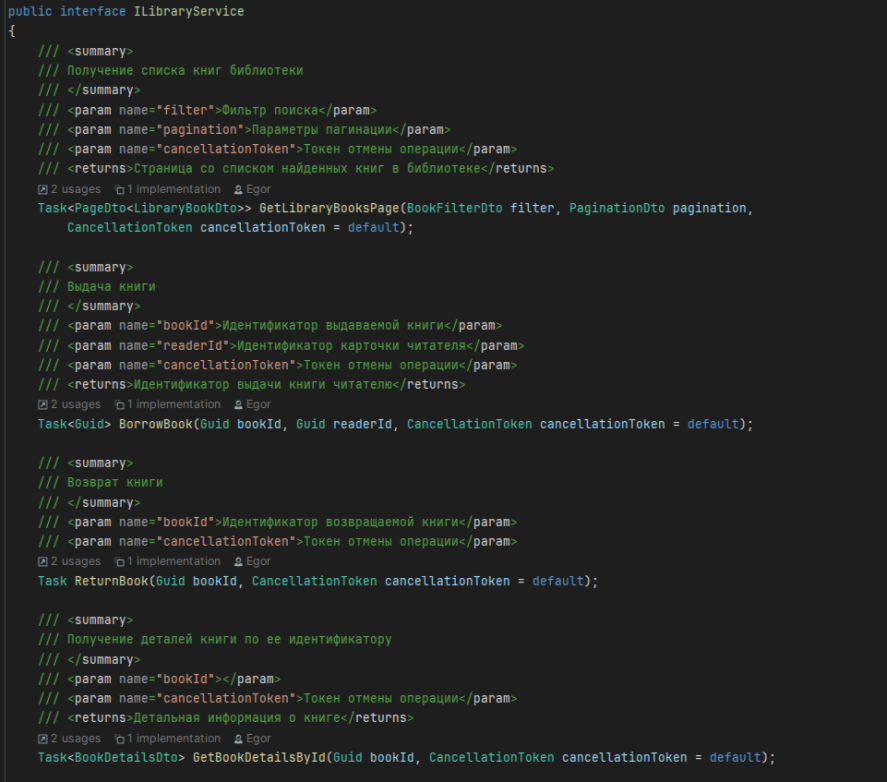 public interface ILibraryService
{
/// <summary>
/// Получение списка книг библиотеки
/// </summary>
/// <param name="filter">Фильтр поиска</param>
/// <param name="pagination">Параметры пагинации</param>
/// <param name="cancellationToken">Токен отмены операции</param>
/// <returns>Страница со списком найденных книг в библиотеке</returns>
2 usages 1 implementation Egor
Task<PageDto<LibraryBookDto>> GetLibraryBooksPage(BookFilterDto filter, PaginationDto pagination,
CancellationToken cancellationToken = default);
/// <summary>
/// Выдача книги
/// </summary>
/// <param name="bookId">Идентификатор выдаваемой книги</param>
/// <param name="readerId">Идентификатор карточки читателя</param>
/// <param name="cancellationToken">Токен отмены операции</param>
/// <returns>Идентификатор выдачи книги читателю</returns>
2 usages 1 implementation Egor
Task<Guid> BorrowBook(Guid bookId, Guid readerId, CancellationToken cancellationToken = default);
/// <summary>
/// Возврат книги
/// </summary>
/// <param name="bookId">Идентификатор возвращаемой книги</param>
/// <param name="cancellationToken">Токен отмены операции</param>
2 usages 1 implementation Egor
Task ReturnBook(Guid bookId, CancellationToken cancellationToken = default);
/// <summary>
/// Получение деталей книги по ее идентификатору
/// </summary>
/// <param name="bookId"></param>
/// <param name="cancellationToken">Токен отмены операции</param>
/// <returns>Детальная информация о книге</returns>
2 usages 1 implementation Egor
Task<BookDetailsDto> GetBookDetailsById(Guid bookId, CancellationToken cancellationToken = default);